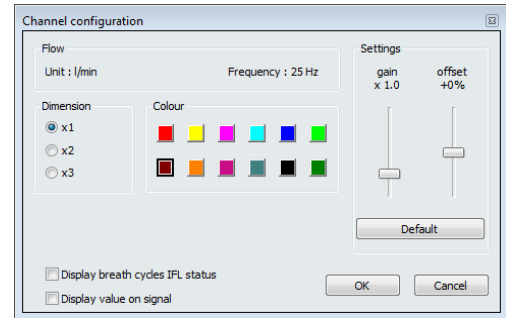 Channel configuration
Flow
Unit : l/min
Frequency : 25 Hz
Dimension
x1
x2
x3
Colour
Settings
gain
x 1.0
offset
+0%
Default
Display breath cycles IFL status
Display value on signal
OK
Cancel